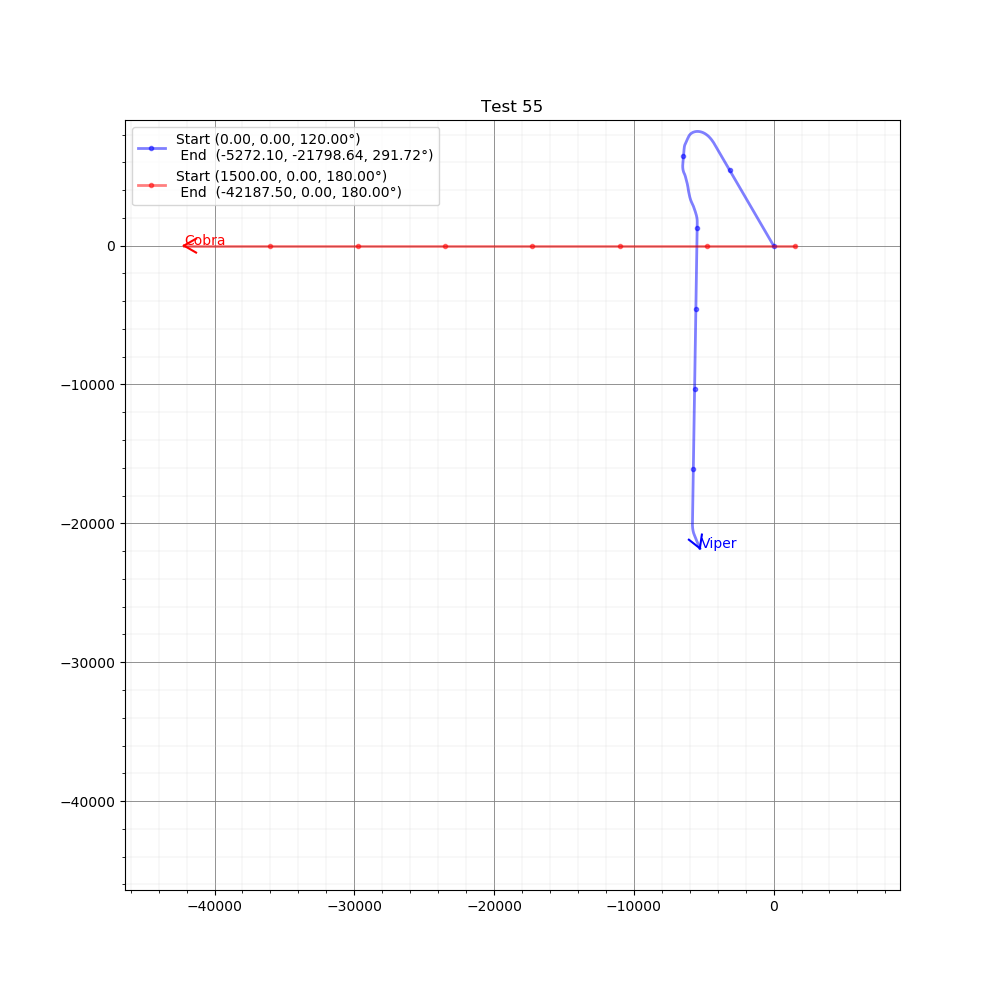 Test 55
Start (0.00, 0.00, 120.00°)
End (-5272.10, -21798.64, 291.72°)
Start (1500.00, 0.00, 180.00°)
End (-42187.50, 0.00, 180.00°)
Cobra
Viper
0
−10000
−20000
−30000
−40000
−40000 −30000 −20000 −10000 0